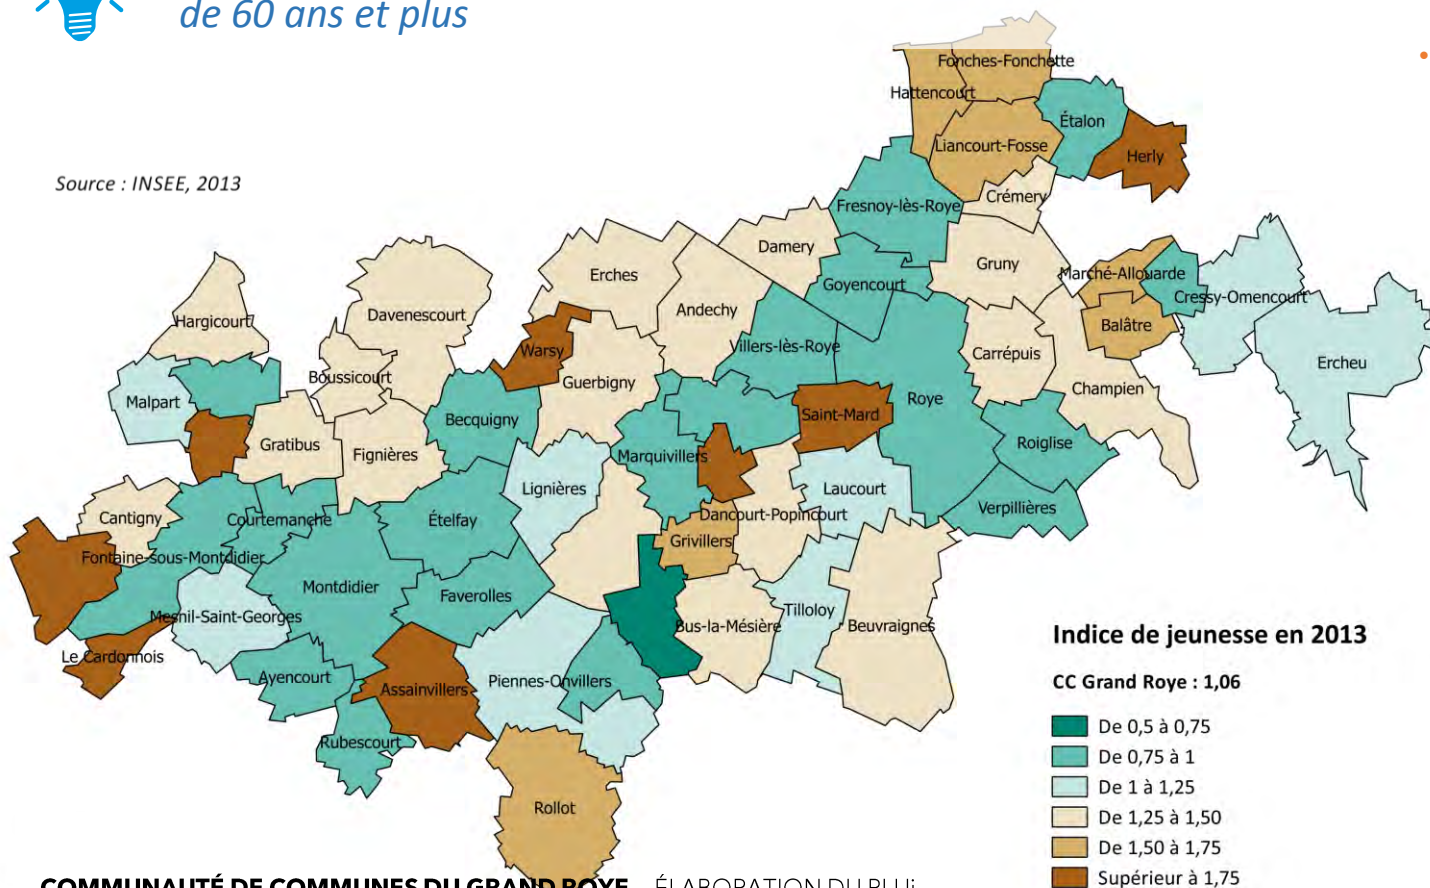 de 60 ans et plus
Source : INSEE, 2013
Fonches-Fonchette
Hattencourt
Étalon
Liancourt-Fosse
Herly
Crémery
Fresnoy-lès-Roye
Damery
Gruny
Erches
Marché-Allouarde
Goyencourt
Cressy-Omencourt
Andechy
Davenescourt
Hargicourt
Balâtre
Villers-lès-Roye
Warsy
Carrépuis
Ercheu
Boussicourt
Guerbigny
Champien
Malpart
Roye
Saint-Mard
Becquigny
Gratibus
Roiglise
Fignières
Marquivillers
Lignières
Laucourt
Verpillières
Dancourt-Popincourt
Cantigny
Courtemanche
Ételfay
Grivillers
Fontaine-sous-Montdidier
Montdidier
Faverolles
Tilloloy
Mesnil-Saint-Georges
Bus-la-Mésière
Beuvraignes
Le Cardonnois
Ayencourt
Piennes-Onvillers
Assainvillers
Rubescourt
Rollot
Indice de jeunesse en 2013
CC Grand Roye : 1,06
De 0,5 à 0,75
De 0,75 à 1
De 1 à 1,25
De 1,25 à 1,50
De 1,50 à 1,75
Supérieur à 1,75
COMMUNAUTÉ DE COMMUNES DU GRAND ROYE – ÉLABORATION DU PLUi